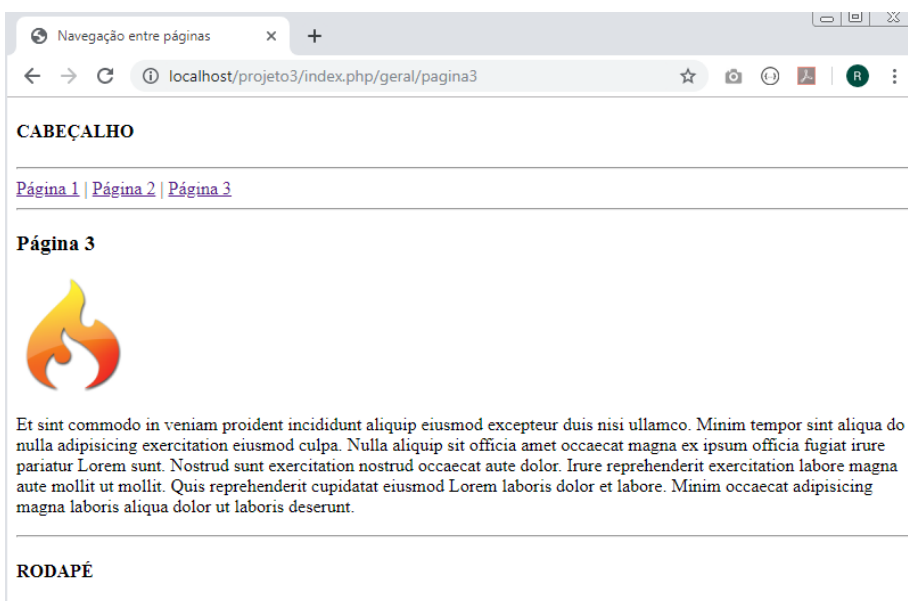 Navegação entre páginas
localhost/projeto3/index.php/geral/pagina3
R
CABEÇALHO
Página 1 | Página 2 | Página 3
Página 3
Et sint commodo in veniam proident incididunt aliquip eiusmod excepteur duis nisi ullamco. Minim tempor sint aliqua do
nulla adipisicing exercitation eiusmod culpa. Nulla aliquip sit officia amet occaecat magna ex ipsum officia fugiat irure
pariatur Lorem sunt. Nostrud sunt exercitation nostrud occaecat aute dolor. Irure reprehenderit exercitation labore magna
aute mollit ut mollit. Quis reprehenderit cupidatat eiusmod Lorem laboris dolor et labore. Minim occaecat adipisicing
magna laboris aliqua dolor ut laboris deserunt.
RODAPÉ